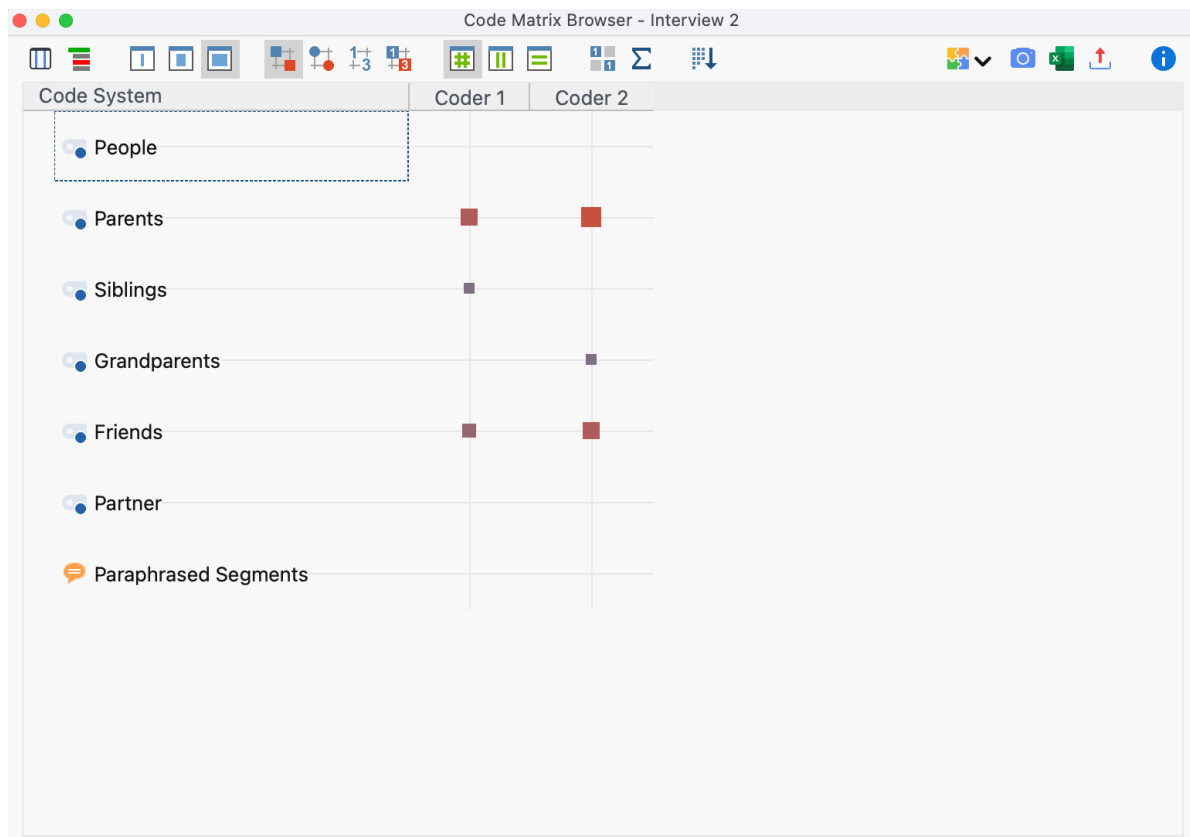 Code Matrix Browser - Interview 2
Code System Coder 1 Coder 2
People
Parents
Siblings
Grandparents
Friends
Partner
Paraphrased Segments